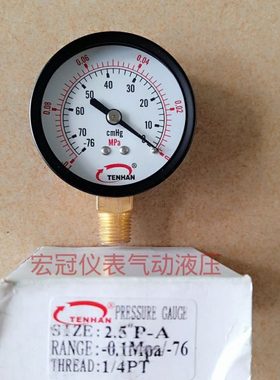 TENHAN®
0.06
0.04
0.08
0.02
50
40
30
60
20
70
10
-76
0
cmHg
MPa
TENHAN®
宏冠仪表气动液压
TENHAN
PRESSURE GAUGE
SIZE: 2.5"P-A
RANGE: -0.1Mpa/-76
THREAD: 1/4PT